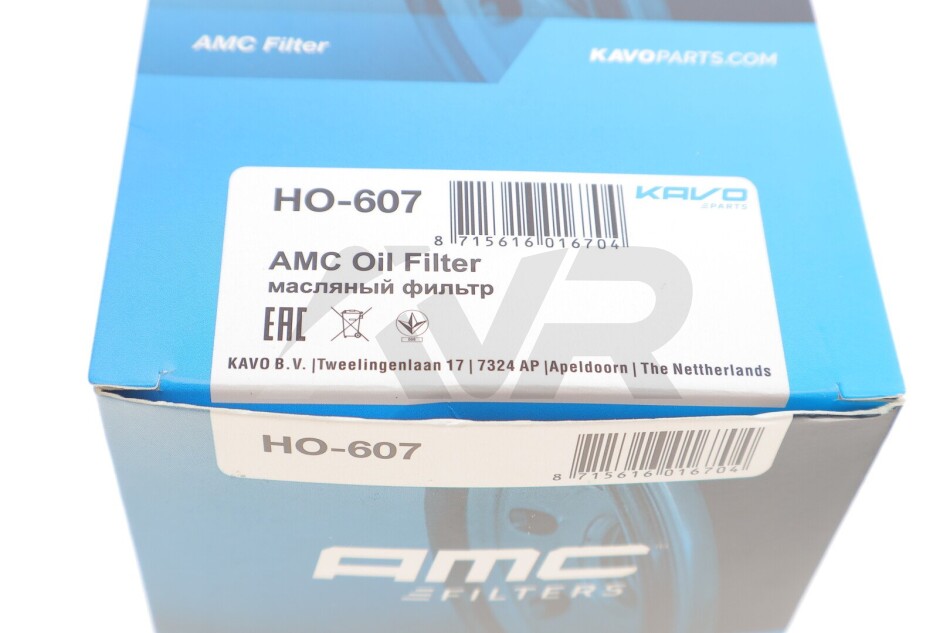 AMC Filter
KAVOPARTS.COM
HO-607
8 715616 016704
KAVO
PARTS
AMC Oil Filter
масляный фильтр
EAC
KAVO B.V. |Tweelingenlaan 17 | 7324 AP |Apeldoorn | The Nettherlands
HO-607
8 715616 016704
AMC
FILTERS